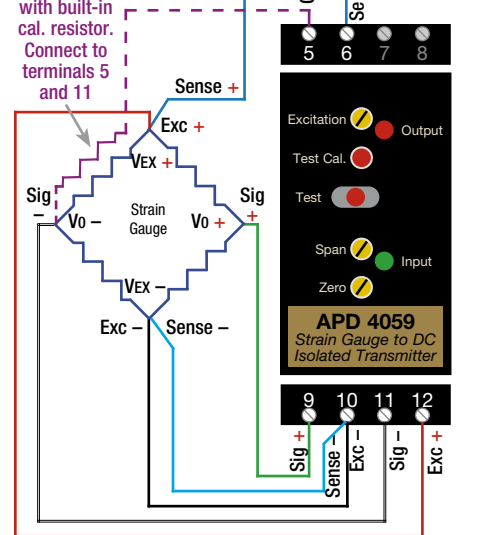 with built-in
cal. resistor.
Connect to
terminals 5
and 11
5 6 7 8
Sense +
Exc +
VEX +
Sig
–
VO –
Strain
Gauge
VO +
Sig
+
VEX –
Exc –
Sense –
Excitation
Output
Test Cal.
Test
Span
Input
Zero
APD 4059
Strain Gauge to DC
Isolated Transmitter
9 10 11 12
Sig +
Sense –
Exc –
Sig –
Exc +